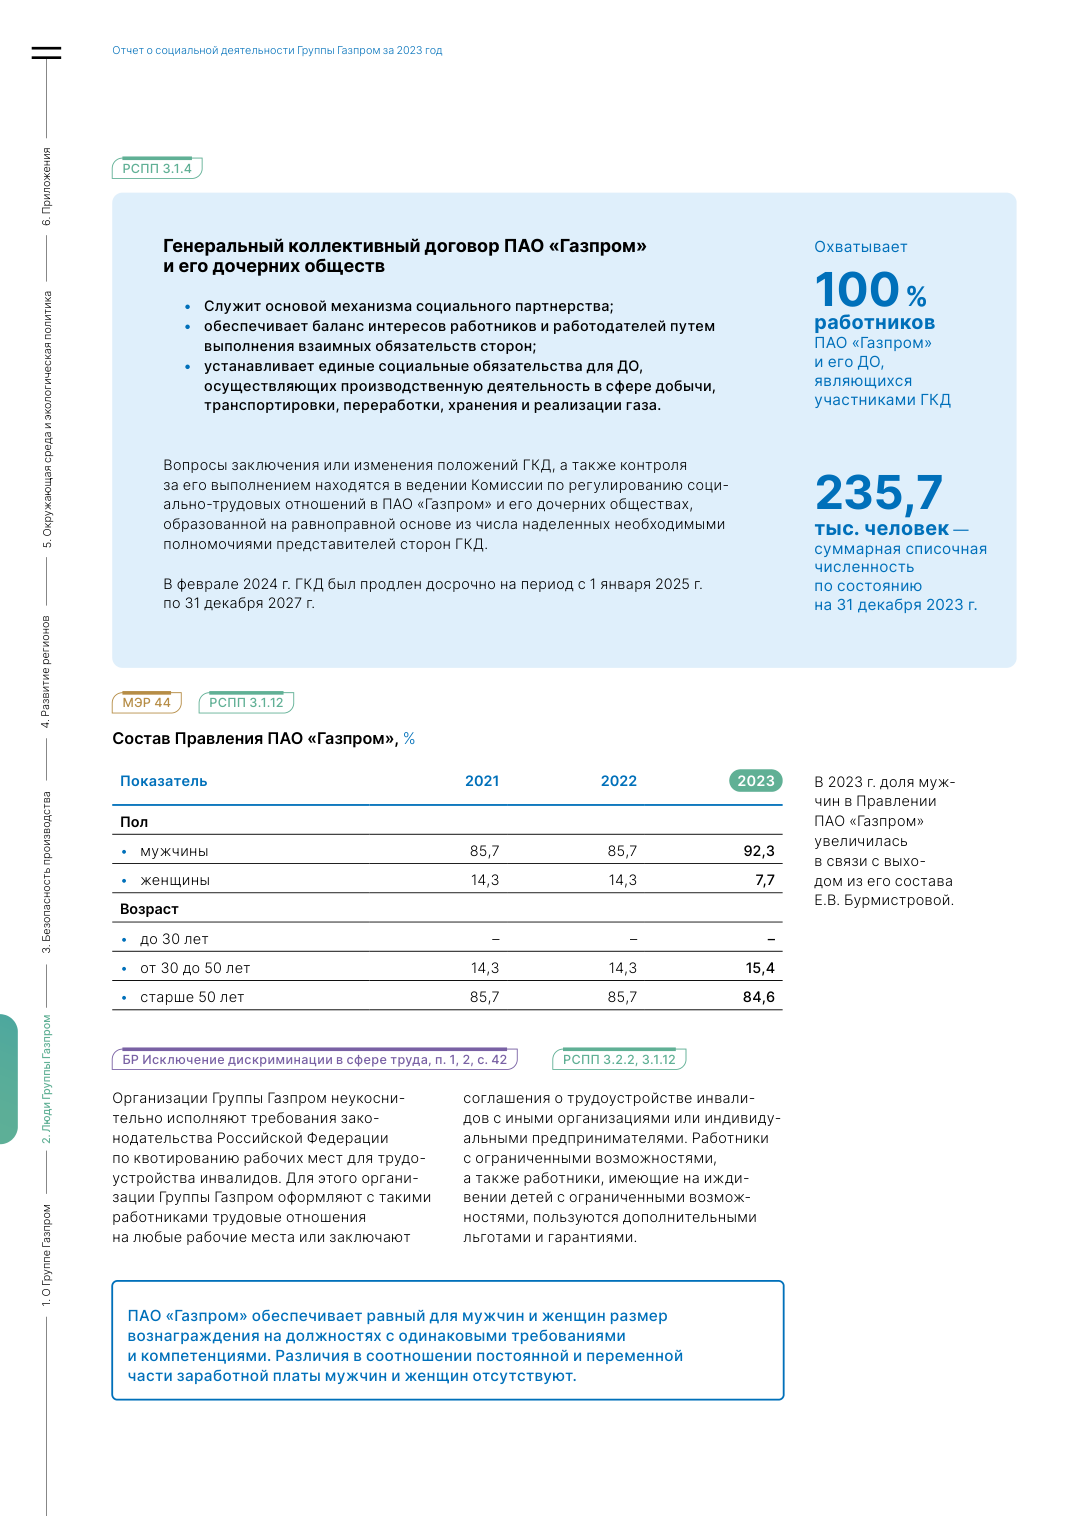 Отчет о социальной деятельности Группы Газпром за 2023 год
6. Приложения
5. Окружающая среда и экологическая политика
4. Развитие регионов
3. Безопасность производства
2. Люди Группы Газпром
1. О Группе Газпром
РСПП 3.1.4
Генеральный коллективный договор ПАО «Газпром»
и его дочерних обществ
• Служит основой механизма социального партнерства;
• обеспечивает баланс интересов работников и работодателей путем
выполнения взаимных обязательств сторон;
• устанавливает единые социальные обязательства для ДО,
осуществляющих производственную деятельность в сфере добычи,
транспортировки, переработки, хранения и реализации газа.
Вопросы заключения или изменения положений ГКД, а также контроля
за его выполнением находятся в ведении Комиссии по регулированию соци-
ально-трудовых отношений в ПАО «Газпром» и его дочерних обществах,
образованной на равноправной основе из числа наделенных необходимыми
полномочиями представителей сторон ГКД.
В феврале 2024 г. ГКД был продлен досрочно на период с 1 января 2025 г.
по 31 декабря 2027 г.
Охватывает
100 %
работников
ПАО «Газпром»
и его ДО,
являющихся
участниками ГКД
235,7
тыс. человек —
суммарная списочная
численность
по состоянию
на 31 декабря 2023 г.
МЭР 44 РСПП 3.1.12
Состав Правления ПАО «Газпром», %
Показатель 2021 2022 2023
Пол
• мужчины 85,7 85,7 92,3
• женщины 14,3 14,3 7,7
Возраст
• до 30 лет – – –
• от 30 до 50 лет 14,3 14,3 15,4
• старше 50 лет 85,7 85,7 84,6
В 2023 г. доля муж-
чин в Правлении
ПАО «Газпром»
увеличилась
в связи с выхо-
дом из его состава
Е.В. Бурмистровой.
БР Исключение дискриминации в сфере труда, п. 1, 2, с. 42 РСПП 3.2.2, 3.1.12
Организации Группы Газпром неукосни-
тельно исполняют требования зако-
нодательства Российской Федерации
по квотированию рабочих мест для трудо-
устройства инвалидов. Для этого органи-
зации Группы Газпром оформляют с такими
работниками трудовые отношения
на любые рабочие места или заключают
соглашения о трудоустройстве инвали-
дов с иными организациями или индивиду-
альными предпринимателями. Работники
с ограниченными возможностями,
а также работники, имеющие на ижди-
вении детей с ограниченными возмож-
ностями, пользуются дополнительными
льготами и гарантиями.
ПАО «Газпром» обеспечивает равный для мужчин и женщин размер
вознаграждения на должностях с одинаковыми требованиями
и компетенциями. Различия в соотношении постоянной и переменной
части заработной платы мужчин и женщин отсутствуют.